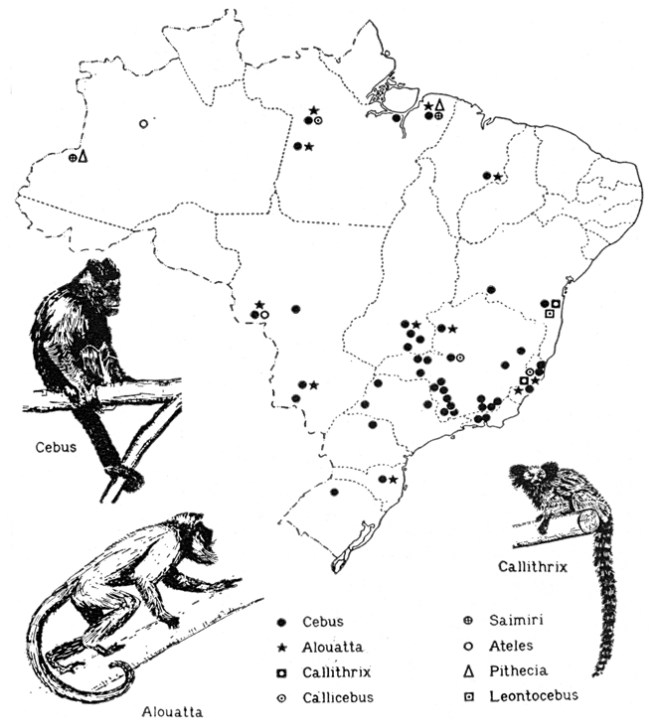 Cebus
Callithrix
Alouatta
Cebus
Alouatta
Callithrix
Callicebus
Saimiri
Ateles
Pithecia
Leontocebus